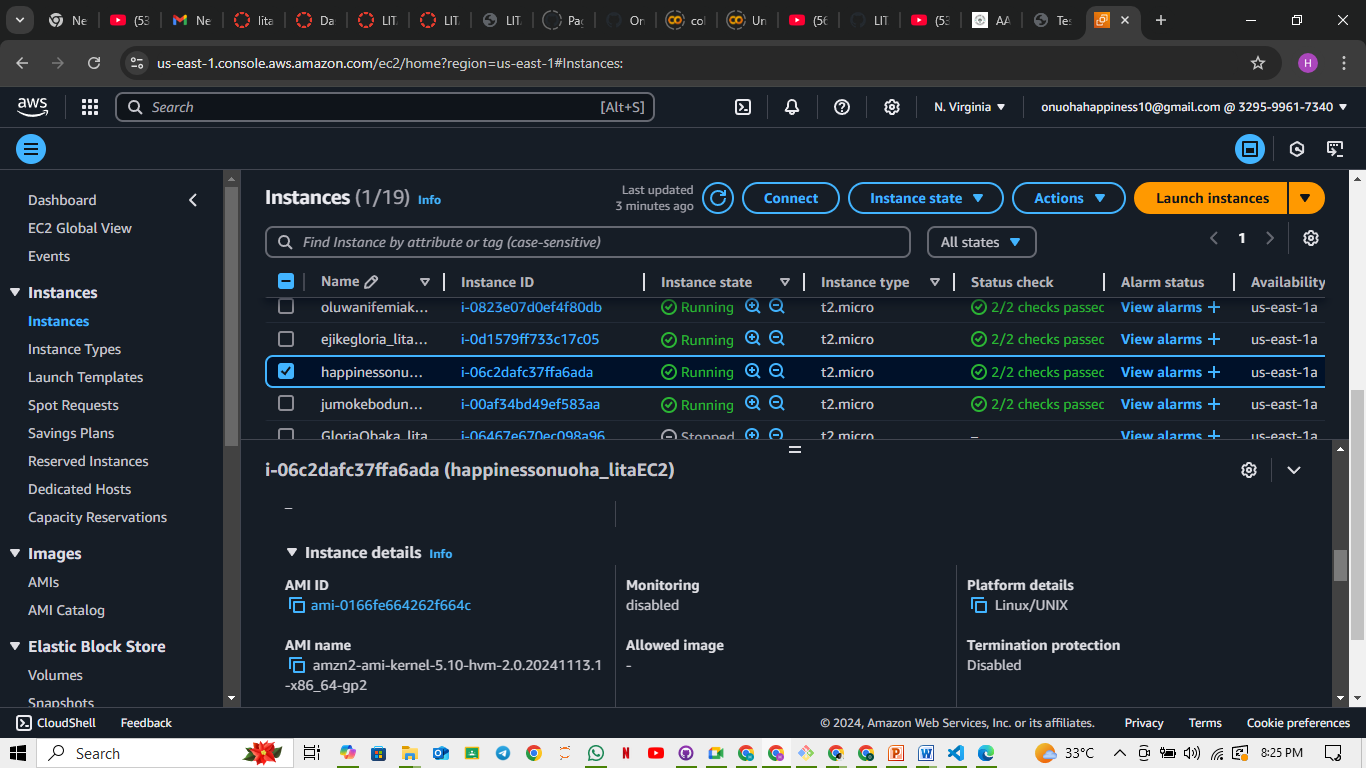 Ne
(53
Ne
lita
Da
LIT
LIT
LIT
Pag
On
col
Un
(56
LIT
(53
AA
Tes
us-east-1.console.aws.amazon.com/ec2/home?region=us-east-1#Instances:
H
aws
Search
[Alt+S]
N. Virginia
onuohahappiness10@gmail.com @ 3295-9961-7340
Dashboard
EC2 Global View
Events
Instances
Instances
Instance Types
Launch Templates
Spot Requests
Savings Plans
Reserved Instances
Dedicated Hosts
Capacity Reservations
Images
AMIs
AMI Catalog
Elastic Block Store
Volumes
Snapshots
Instances (1/19) Info
Last updated
3 minutes ago
Connect
Instance state
Actions
Launch instances
Find Instance by attribute or tag (case-sensitive)
All states
1
Name Instance ID Instance state Instance type Status check Alarm status Availability
oluwanifemiak... i-0823e07d0ef4f80db Running t2.micro 2/2 checks passed View alarms + us-east-1a
ejikegloria_lita... i-0d1579ff733c17c05 Running t2.micro 2/2 checks passed View alarms + us-east-1a
happinessonu... i-06c2dafc37ffa6ada Running t2.micro 2/2 checks passed View alarms + us-east-1a
jumokebodun... i-00af34bd49ef583aa Running t2.micro 2/2 checks passed View alarms + us-east-1a
GloriaObaka_lita i-06467e670ec098a96 Stopped t2.micro – View alarms + us-east-1a
i-06c2dafc37ffa6ada (happinessonuoha_litaEC2)
–
Instance details Info
AMI ID
ami-0166fe664262f664c
Monitoring
disabled
Platform details
Linux/UNIX
AMI name
amzn2-ami-kernel-5.10-hvm-2.0.20241113.1
-x86_64-gp2
Allowed image
-
Termination protection
Disabled
CloudShell
Feedback
© 2024, Amazon Web Services, Inc. or its affiliates.
Privacy
Terms
Cookie preferences
Search
33°C
8:25 PM